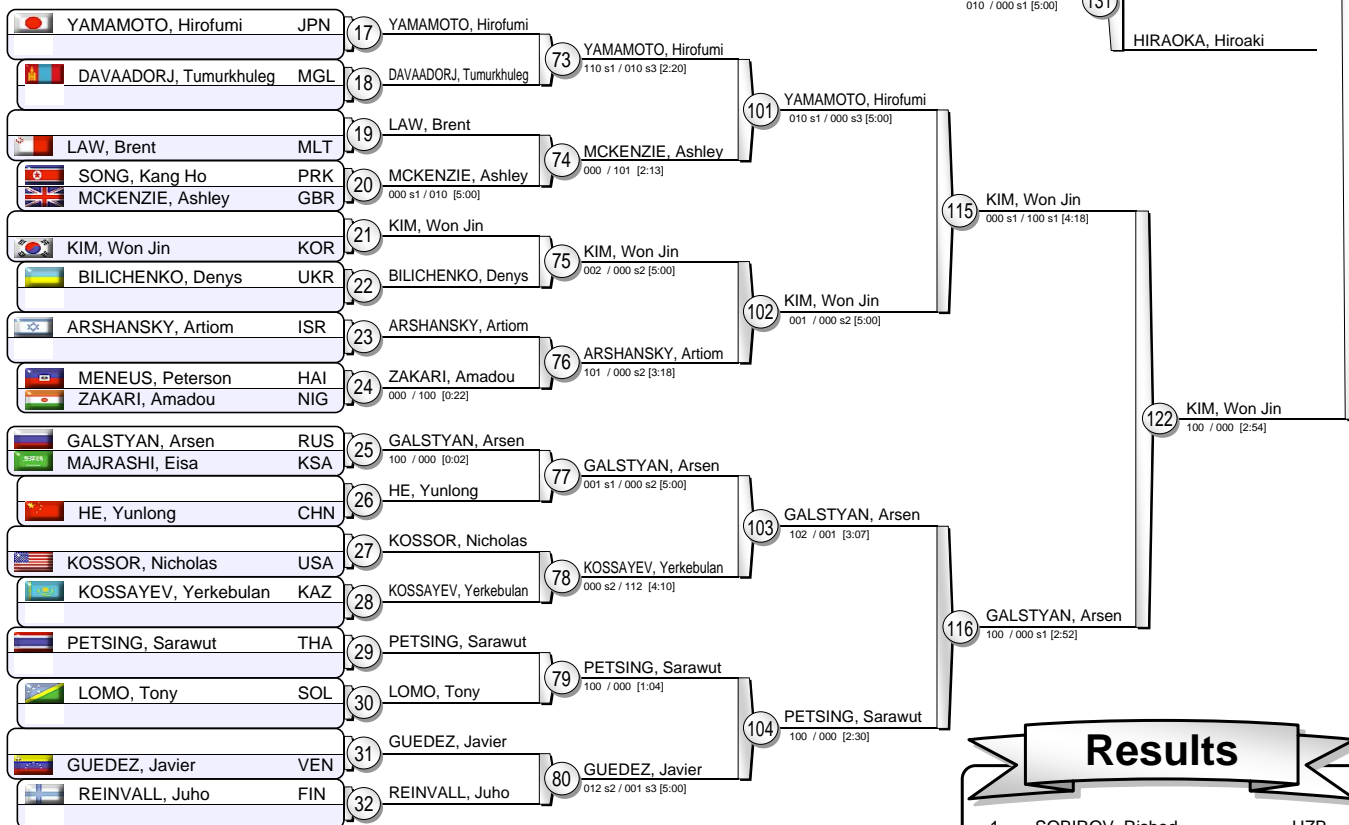 010 / 000 s1 [5:00]
131
HIRAOKA, Hiroaki
YAMAMOTO, Hirofumi JPN
17
YAMAMOTO, Hirofumi
DAVAADORJ, Tumurkhuleg MGL
18
DAVAADORJ, Tumurkhuleg
73
YAMAMOTO, Hirofumi
110 s1 / 010 s3 [2:20]
LAW, Brent MLT
19
LAW, Brent
SONG, Kang Ho PRK
MCKENZIE, Ashley GBR
20
MCKENZIE, Ashley
000 s1 / 010 [5:00]
74
MCKENZIE, Ashley
000 / 101 [2:13]
101
YAMAMOTO, Hirofumi
010 s1 / 000 s3 [5:00]
KIM, Won Jin KOR
21
KIM, Won Jin
BILICHENKO, Denys UKR
22
BILICHENKO, Denys
75
KIM, Won Jin
002 / 000 s2 [5:00]
ARSHANSKY, Artiom ISR
23
ARSHANSKY, Artiom
MENEUS, Peterson HAI
ZAKARI, Amadou NIG
24
ZAKARI, Amadou
000 / 100 [0:22]
76
ARSHANSKY, Artiom
101 / 000 s2 [3:18]
102
KIM, Won Jin
001 / 000 s2 [5:00]
115
KIM, Won Jin
000 s1 / 100 s1 [4:18]
GALSTYAN, Arsen RUS
MAJRASHI, Eisa KSA
25
GALSTYAN, Arsen
100 / 000 [0:02]
HE, Yunlong CHN
26
HE, Yunlong
77
GALSTYAN, Arsen
001 s1 / 000 s2 [5:00]
KOSSOR, Nicholas USA
27
KOSSOR, Nicholas
KOSSAYEV, Yerkebulan KAZ
28
KOSSAYEV, Yerkebulan
78
KOSSAYEV, Yerkebulan
000 s2 / 112 [4:10]
103
GALSTYAN, Arsen
102 / 001 [3:07]
PETSING, Sarawut THA
29
PETSING, Sarawut
LOMO, Tony SOL
30
LOMO, Tony
79
PETSING, Sarawut
100 / 000 [1:04]
GUEDEZ, Javier VEN
31
GUEDEZ, Javier
REINVALL, Juho FIN
32
REINVALL, Juho
80
GUEDEZ, Javier
012 s2 / 001 s3 [5:00]
104
PETSING, Sarawut
100 / 000 [2:30]
116
GALSTYAN, Arsen
100 / 000 s1 [2:52]
122
KIM, Won Jin
100 / 000 [2:54]
Results
1 SOBIROV, Rishod UZB